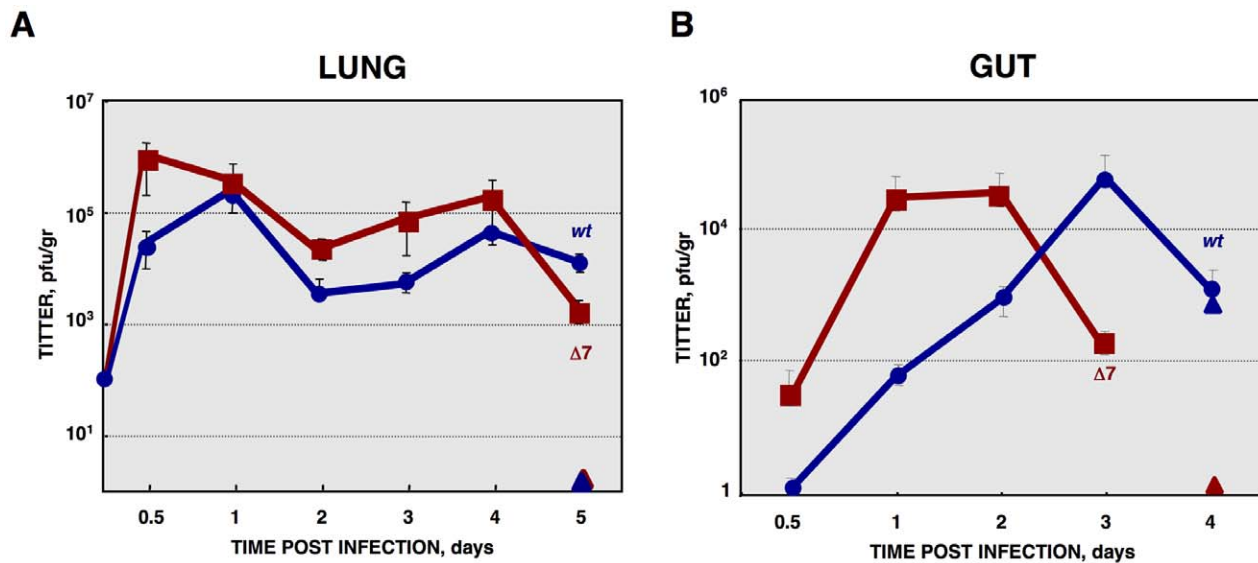 A
LUNG
10⁷
10⁵
10³
10¹
TITTER, pfu/gr
wt
Δ7
0.5 1 2 3 4 5
TIME POST INFECTION, days
B
GUT
10⁶
10⁴
10²
1
TITTER, pfu/gr
wt
Δ7
0.5 1 2 3 4
TIME POST INFECTION, days